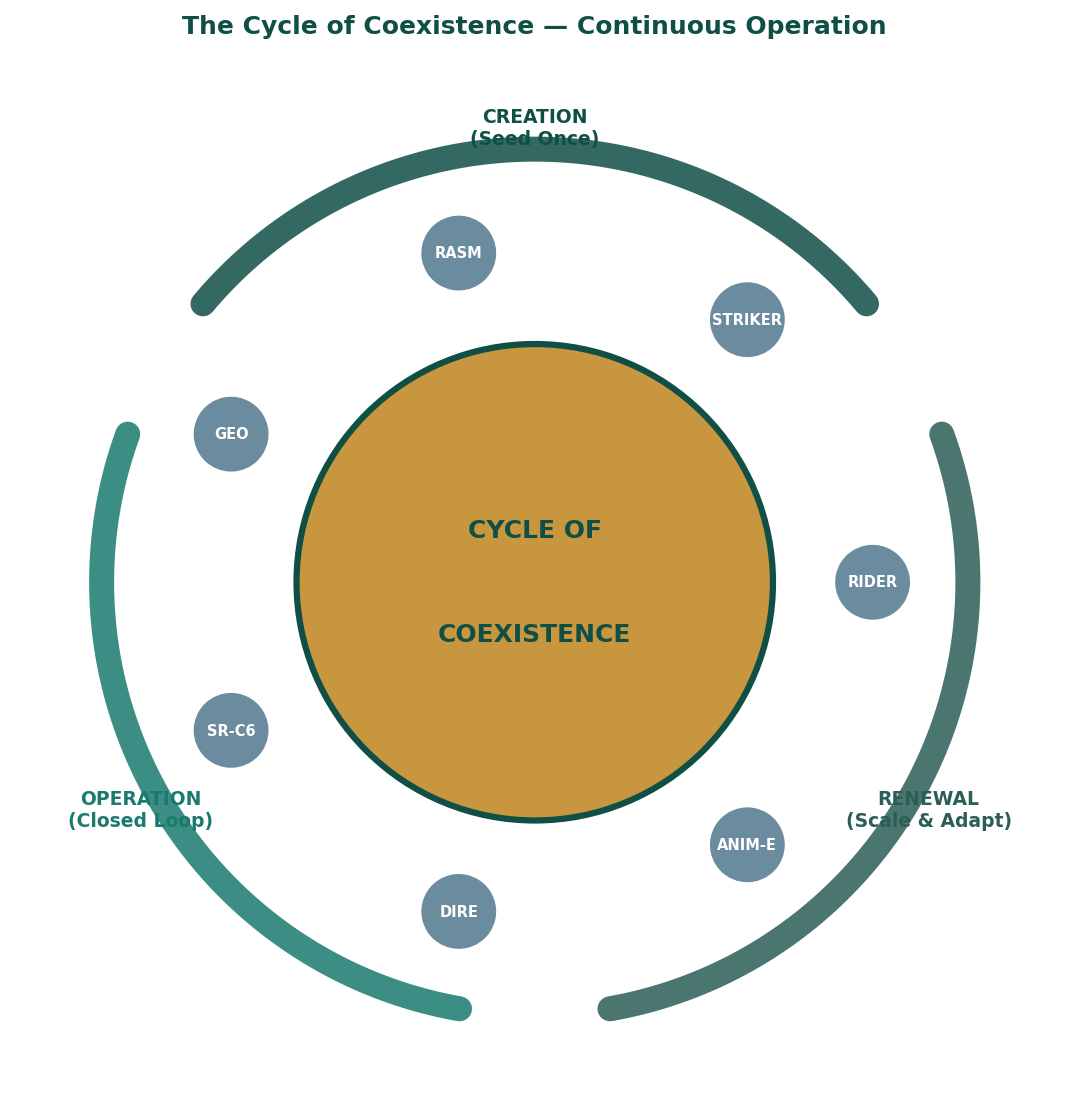 The Cycle of Coexistence — Continuous Operation
CREATION
(Seed Once)
RASM
STRIKER
GEO
CYCLE OF
COEXISTENCE
RIDER
SR-C6
OPERATION
(Closed Loop)
RENEWAL
(Scale & Adapt)
ANIM-E
DIRE